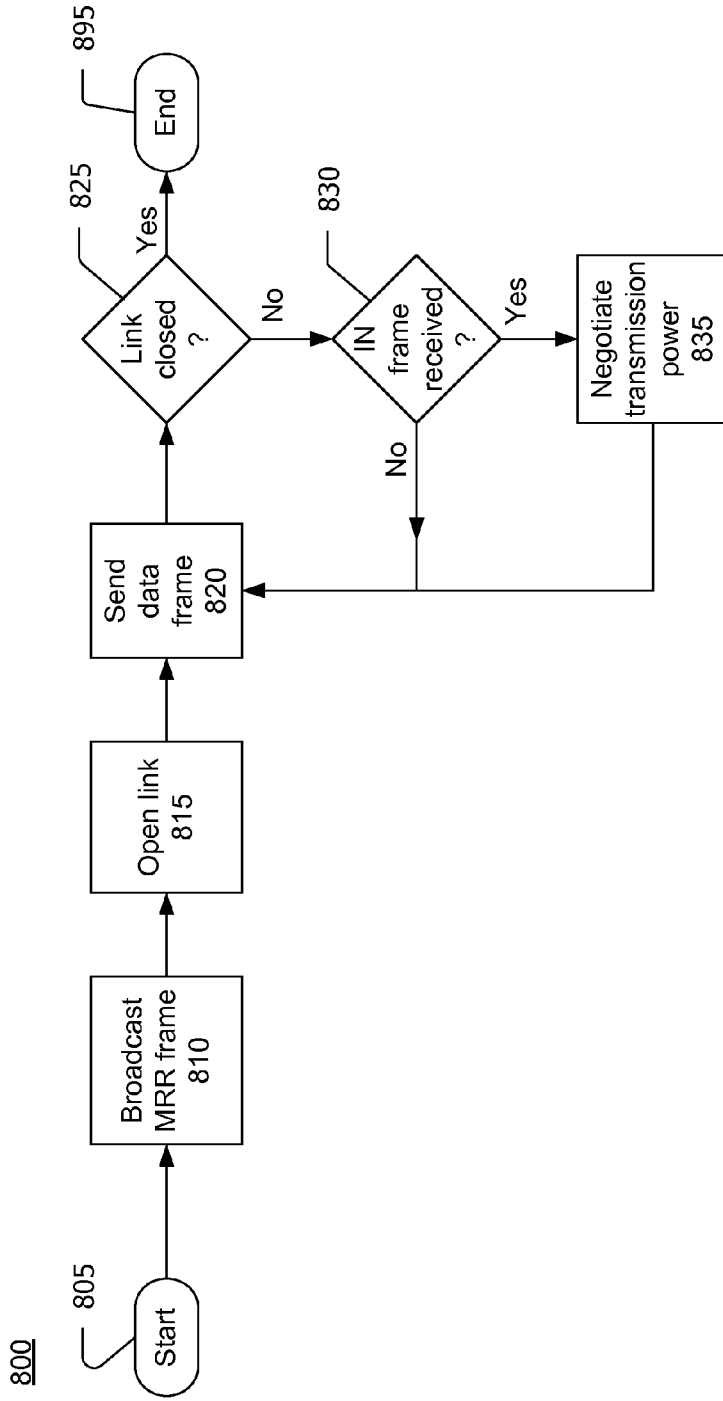 800
805
Start
Broadcast
MRR frame
810
Open link
815
Send
data
frame
820
825
Link
closed
?
Yes
895
End
No
830
IN
frame
received
?
No
Yes
Negotiate
transmission
power
835